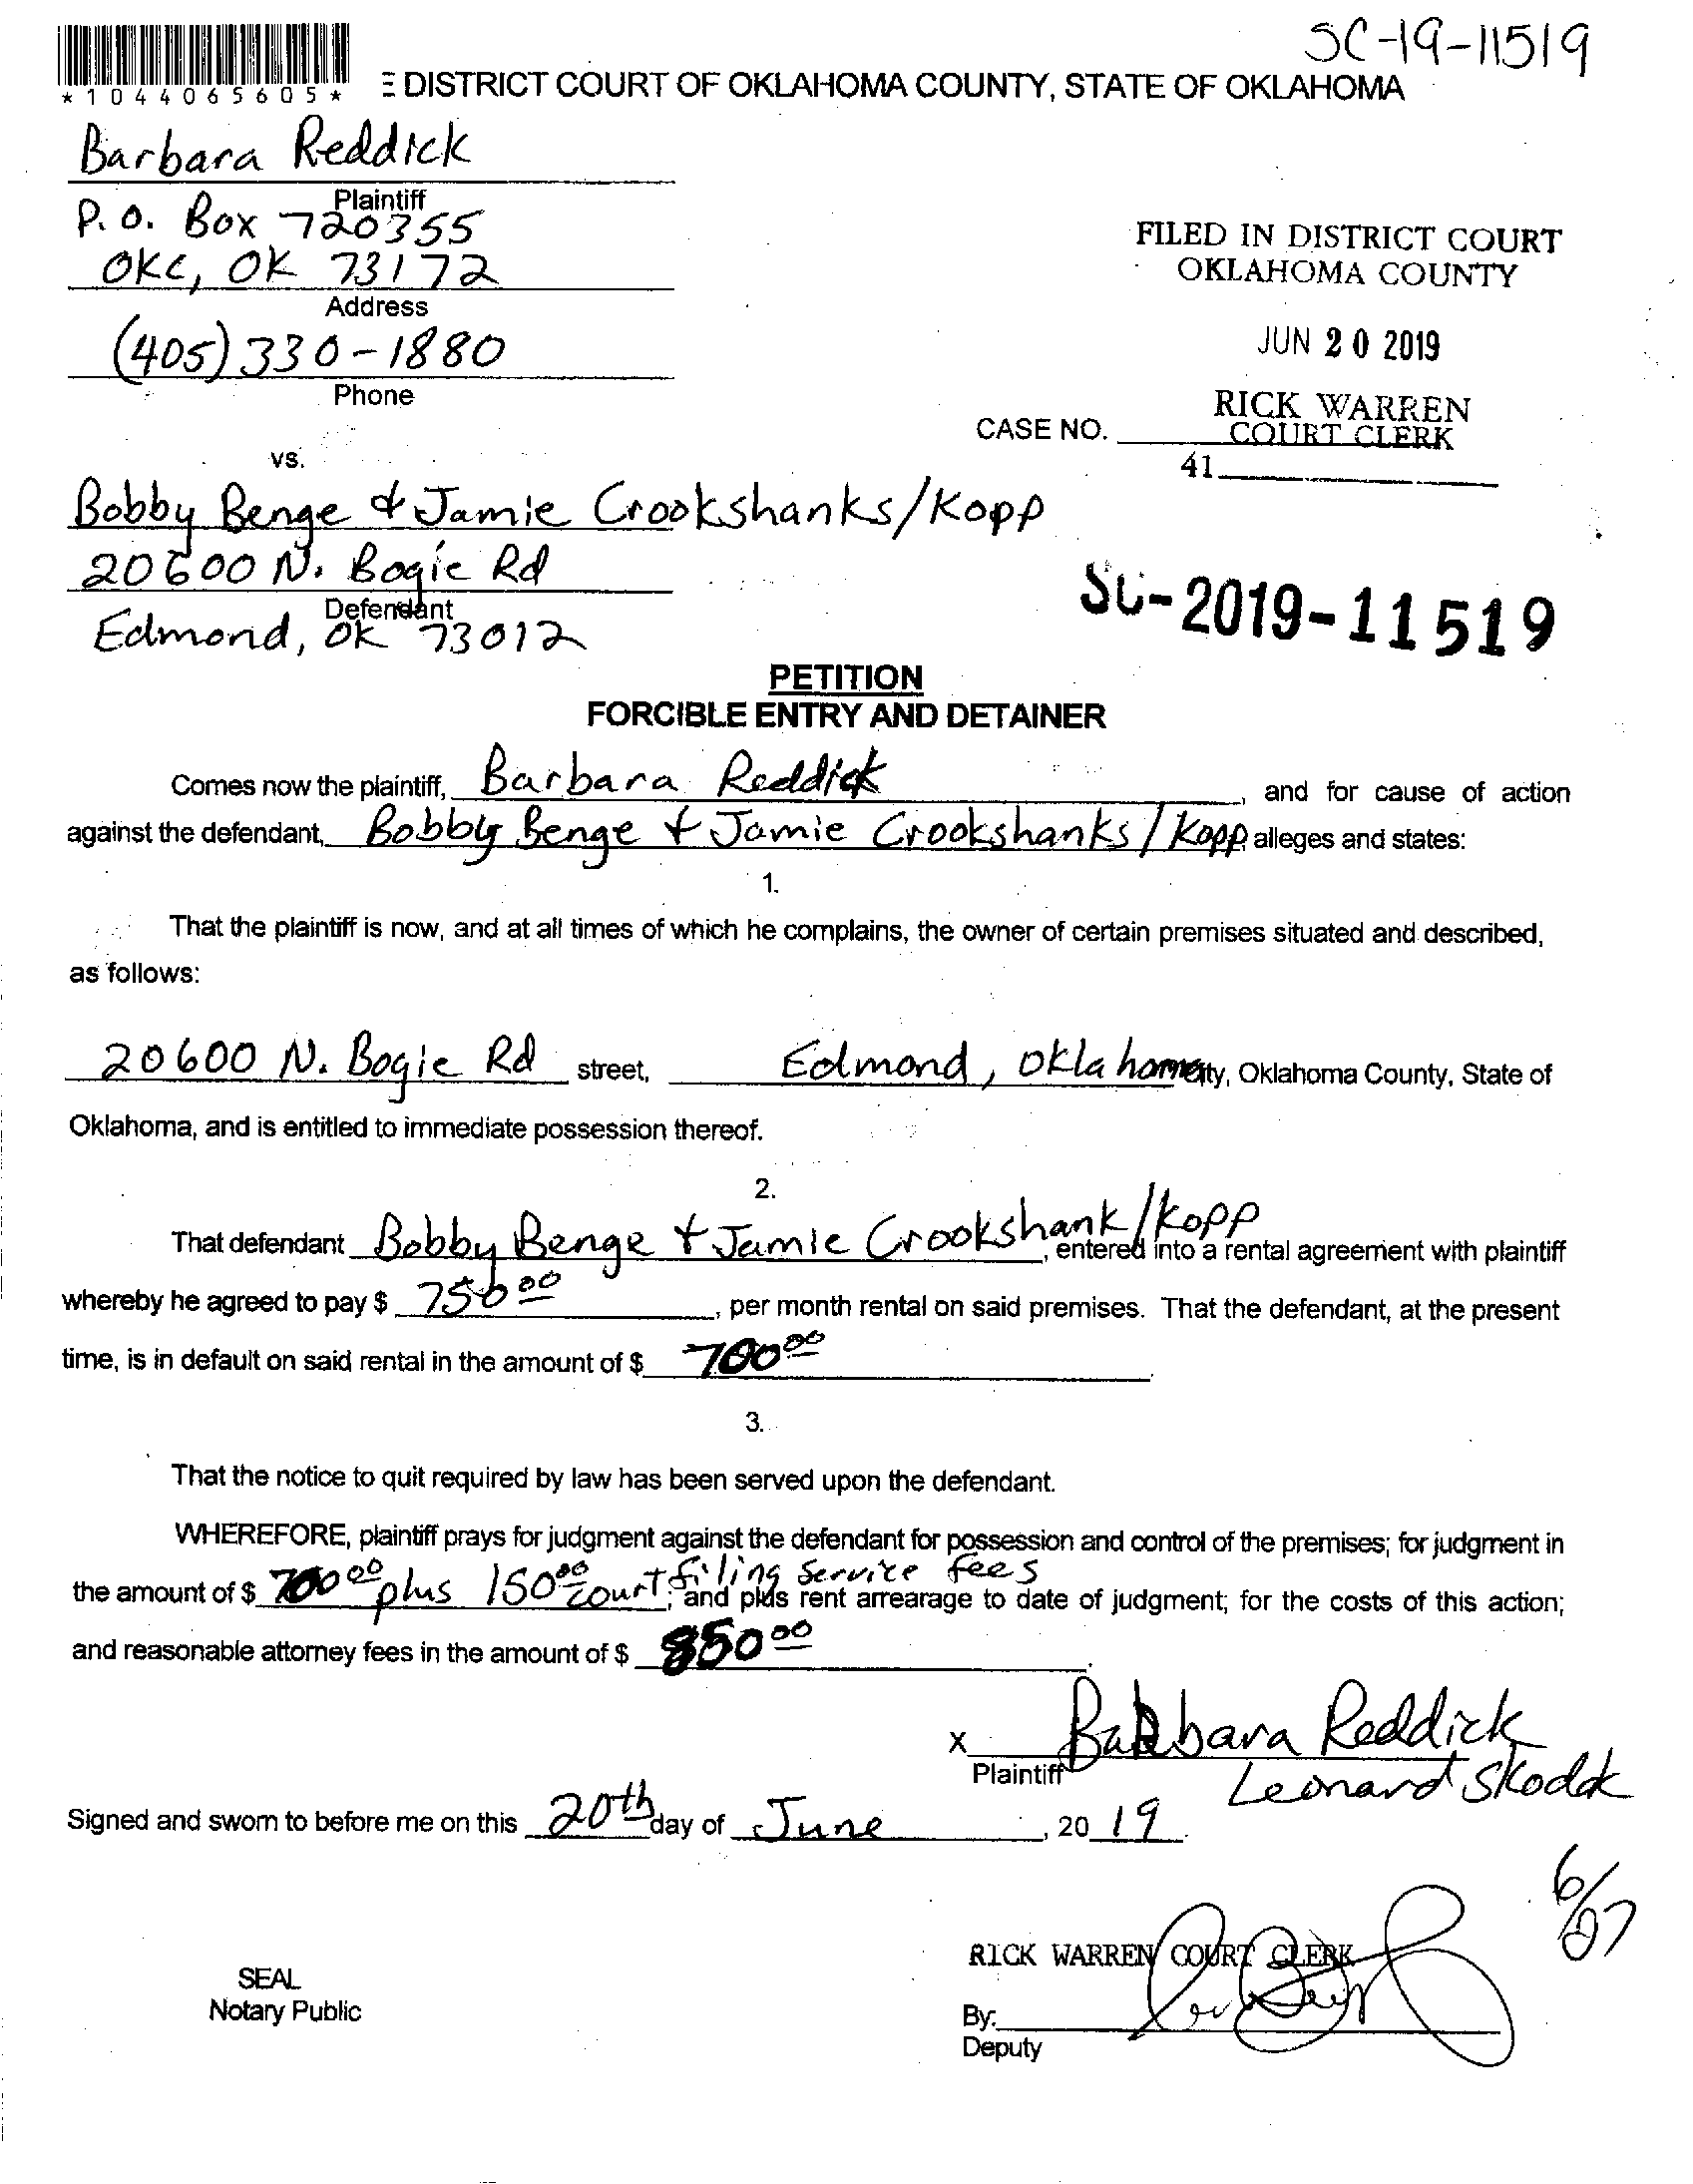 SC-19-11519
*1044065605*
E DISTRICT COURT OF OKLAHOMA COUNTY, STATE OF OKLAHOMA
Barbara Reddick
Plaintiff
P.O. Box 720355
OKC, OK 73172
Address
(405) 330-1880
Phone
FILED IN DISTRICT COURT
OKLAHOMA COUNTY
JUN 20 2019
RICK WARREN
COURT CLERK
41
CASE NO.
vs.
Bobby Benge & Jamie Crookshanks/Kopp
20600 N. Bogie Rd
Defendant
Edmond, OK 73012
SC-2019-11519
PETITION
FORCIBLE ENTRY AND DETAINER
Comes now the plaintiff, Barbara Reddick, and for cause of action
against the defendant, Bobby Benge + Jamie Crookshanks/Kopp alleges and states:
1.
That the plaintiff is now, and at all times of which he complains, the owner of certain premises situated and described,
as follows:
20600 N. Bogie Rd street, Edmond, Oklahoma City, Oklahoma County, State of
Oklahoma, and is entitled to immediate possession thereof.
2.
That defendant Bobby Benge + Jamie Crookshank/Kopp, entered into a rental agreement with plaintiff
whereby he agreed to pay $ 750.00, per month rental on said premises. That the defendant, at the present
time, is in default on said rental in the amount of $ 700.00.
3.
That the notice to quit required by law has been served upon the defendant.
WHEREFORE, plaintiff prays for judgment against the defendant for possession and control of the premises; for judgment in
the amount of $ 700.00 plus 150.00 court filing service fees; and plus rent arrearage to date of judgment; for the costs of this action;
and reasonable attorney fees in the amount of $ 850.00.
X Barbara Reddick
Plaintiff
Leonard Skodak
Signed and sworn to before me on this 20th day of June, 2019.
6/27
RICK WARREN COURT CLERK
SEAL
Notary Public
By:
Deputy